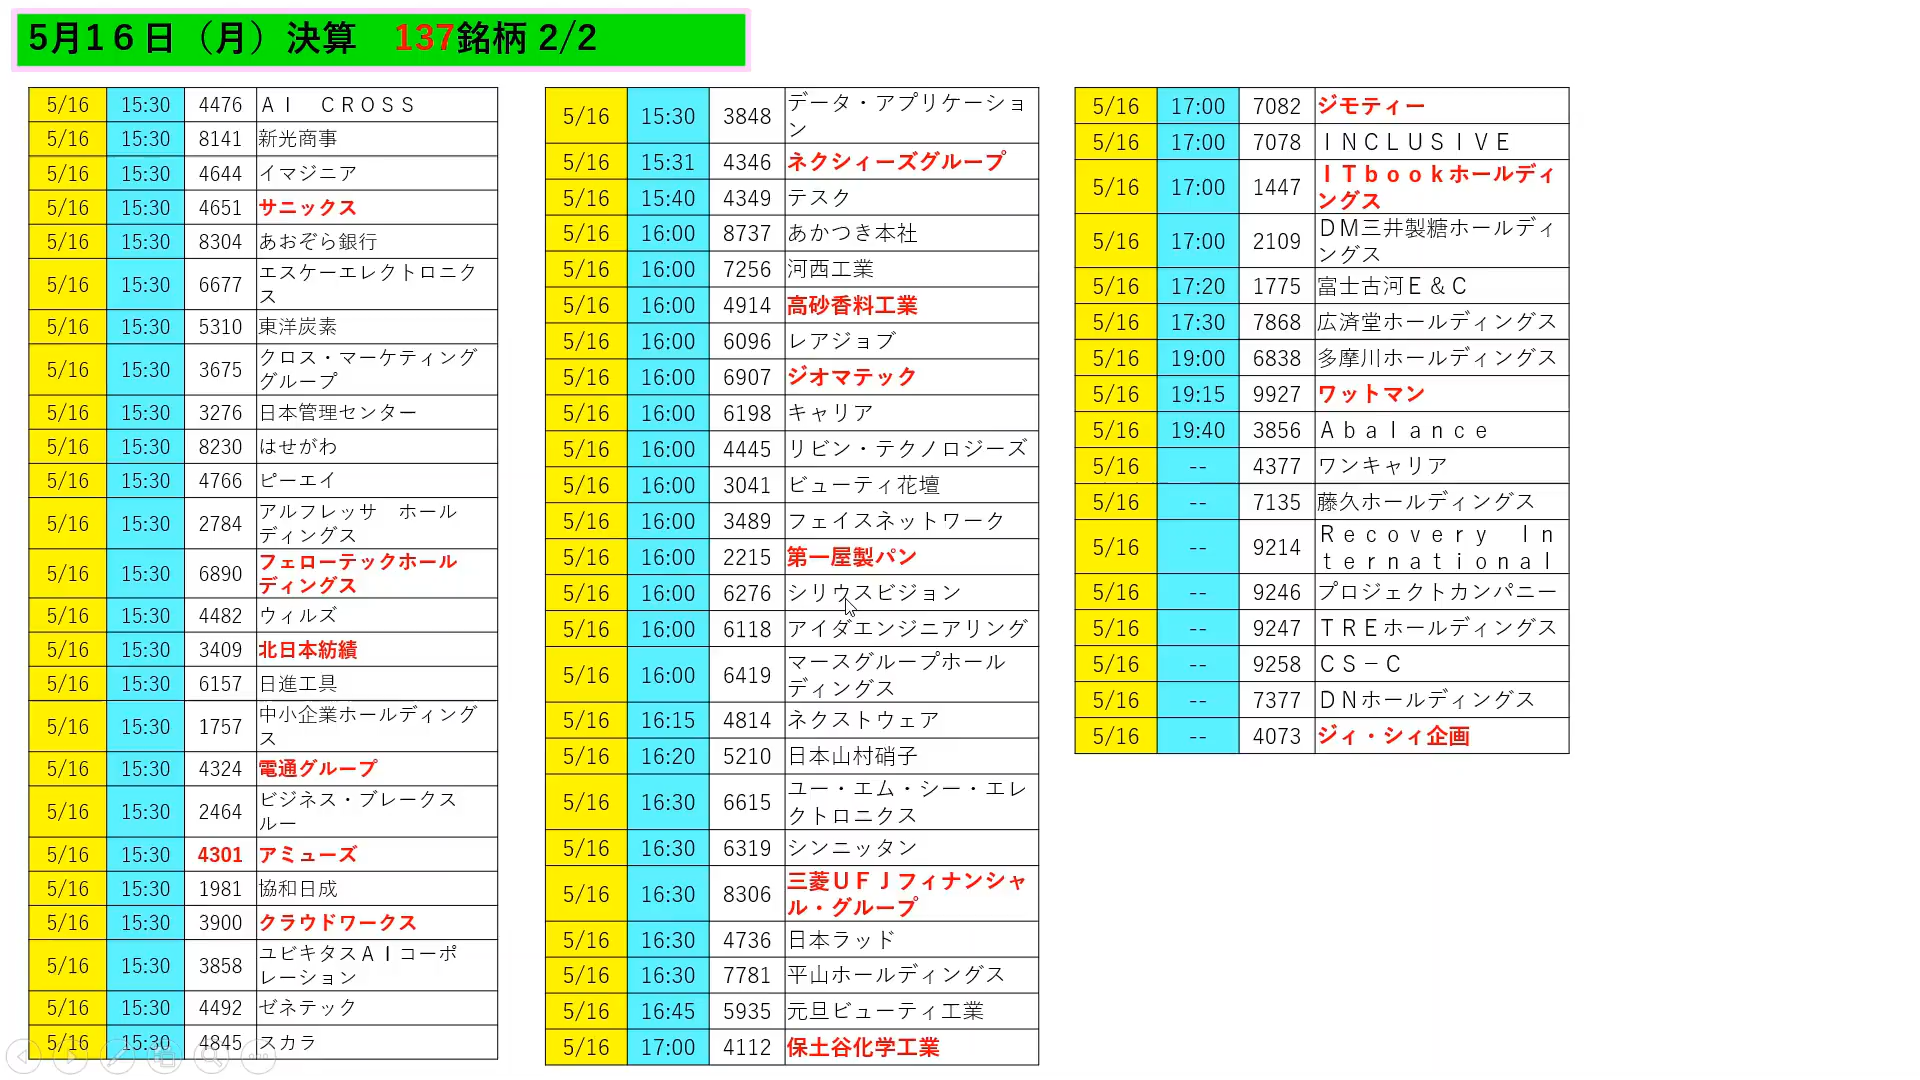 5月1６日（月）決算　137銘柄 2/2
5/16 15:30 4476 ＡＩ　ＣＲＯＳＳ
5/16 15:30 8141 新光商事
5/16 15:30 4644 イマジニア
5/16 15:30 4651 サニックス
5/16 15:30 8304 あおぞら銀行
5/16 15:30 6677 エスケーエレクトロニク
ス
5/16 15:30 5310 東洋炭素
5/16 15:30 3675 クロス・マーケティング
グループ
5/16 15:30 3276 日本管理センター
5/16 15:30 8230 はせがわ
5/16 15:30 4766 ピーエイ
5/16 15:30 2784 アルフレッサ　ホール
ディングス
5/16 15:30 6890 フェローテックホール
ディングス
5/16 15:30 4482 ウィルズ
5/16 15:30 3409 北日本紡績
5/16 15:30 6157 日進工具
5/16 15:30 1757 中小企業ホールディング
ス
5/16 15:30 4324 電通グループ
5/16 15:30 2464 ビジネス・ブレークス
ルー
5/16 15:30 4301 アミューズ
5/16 15:30 1981 協和日成
5/16 15:30 3900 クラウドワークス
5/16 15:30 3858 ユビキタスＡＩコーポ
レーション
5/16 15:30 4492 ゼネテック
5/16 15:30 4845 スカラ
5/16 15:30 3848 データ・アプリケーショ
ン
5/16 15:31 4346 ネクシィーズグループ
5/16 15:40 4349 テスク
5/16 16:00 8737 あかつき本社
5/16 16:00 7256 河西工業
5/16 16:00 4914 高砂香料工業
5/16 16:00 6096 レアジョブ
5/16 16:00 6907 ジオマテック
5/16 16:00 6198 キャリア
5/16 16:00 4445 リビン・テクノロジーズ
5/16 16:00 3041 ビューティ花壇
5/16 16:00 3489 フェイスネットワーク
5/16 16:00 2215 第一屋製パン
5/16 16:00 6276 シリウスビジョン
5/16 16:00 6118 アイダエンジニアリング
5/16 16:00 6419 マースグループホール
ディングス
5/16 16:15 4814 ネクストウェア
5/16 16:20 5210 日本山村硝子
5/16 16:30 6615 ユー・エム・シー・エレ
クトロニクス
5/16 16:30 6319 シンニッタン
5/16 16:30 8306 三菱ＵＦＪフィナンシャ
ル・グループ
5/16 16:30 4736 日本ラッド
5/16 16:30 7781 平山ホールディングス
5/16 16:45 5935 元旦ビューティ工業
5/16 17:00 4112 保土谷化学工業
5/16 17:00 7082 ジモティー
5/16 17:00 7078 ＩＮＣＬＵＳＩＶＥ
5/16 17:00 1447 ＩＴｂｏｏｋホールディ
ングス
5/16 17:00 2109 ＤＭ三井製糖ホールディ
ングス
5/16 17:20 1775 富士古河Ｅ＆Ｃ
5/16 17:30 7868 広済堂ホールディングス
5/16 19:00 6838 多摩川ホールディングス
5/16 19:15 9927 ワットマン
5/16 19:40 3856 Ａｂａｌａｎｃｅ
5/16 -- 4377 ワンキャリア
5/16 -- 7135 藤久ホールディングス
5/16 -- 9214 Ｒｅｃｏｖｅｒｙ　Ｉｎ
ｔｅｒｎａｔｉｏｎａｌ
5/16 -- 9246 プロジェクトカンパニー
5/16 -- 9247 ＴＲＥホールディングス
5/16 -- 9258 ＣＳ－Ｃ
5/16 -- 7377 ＤＮホールディングス
5/16 -- 4073 ジィ・シィ企画